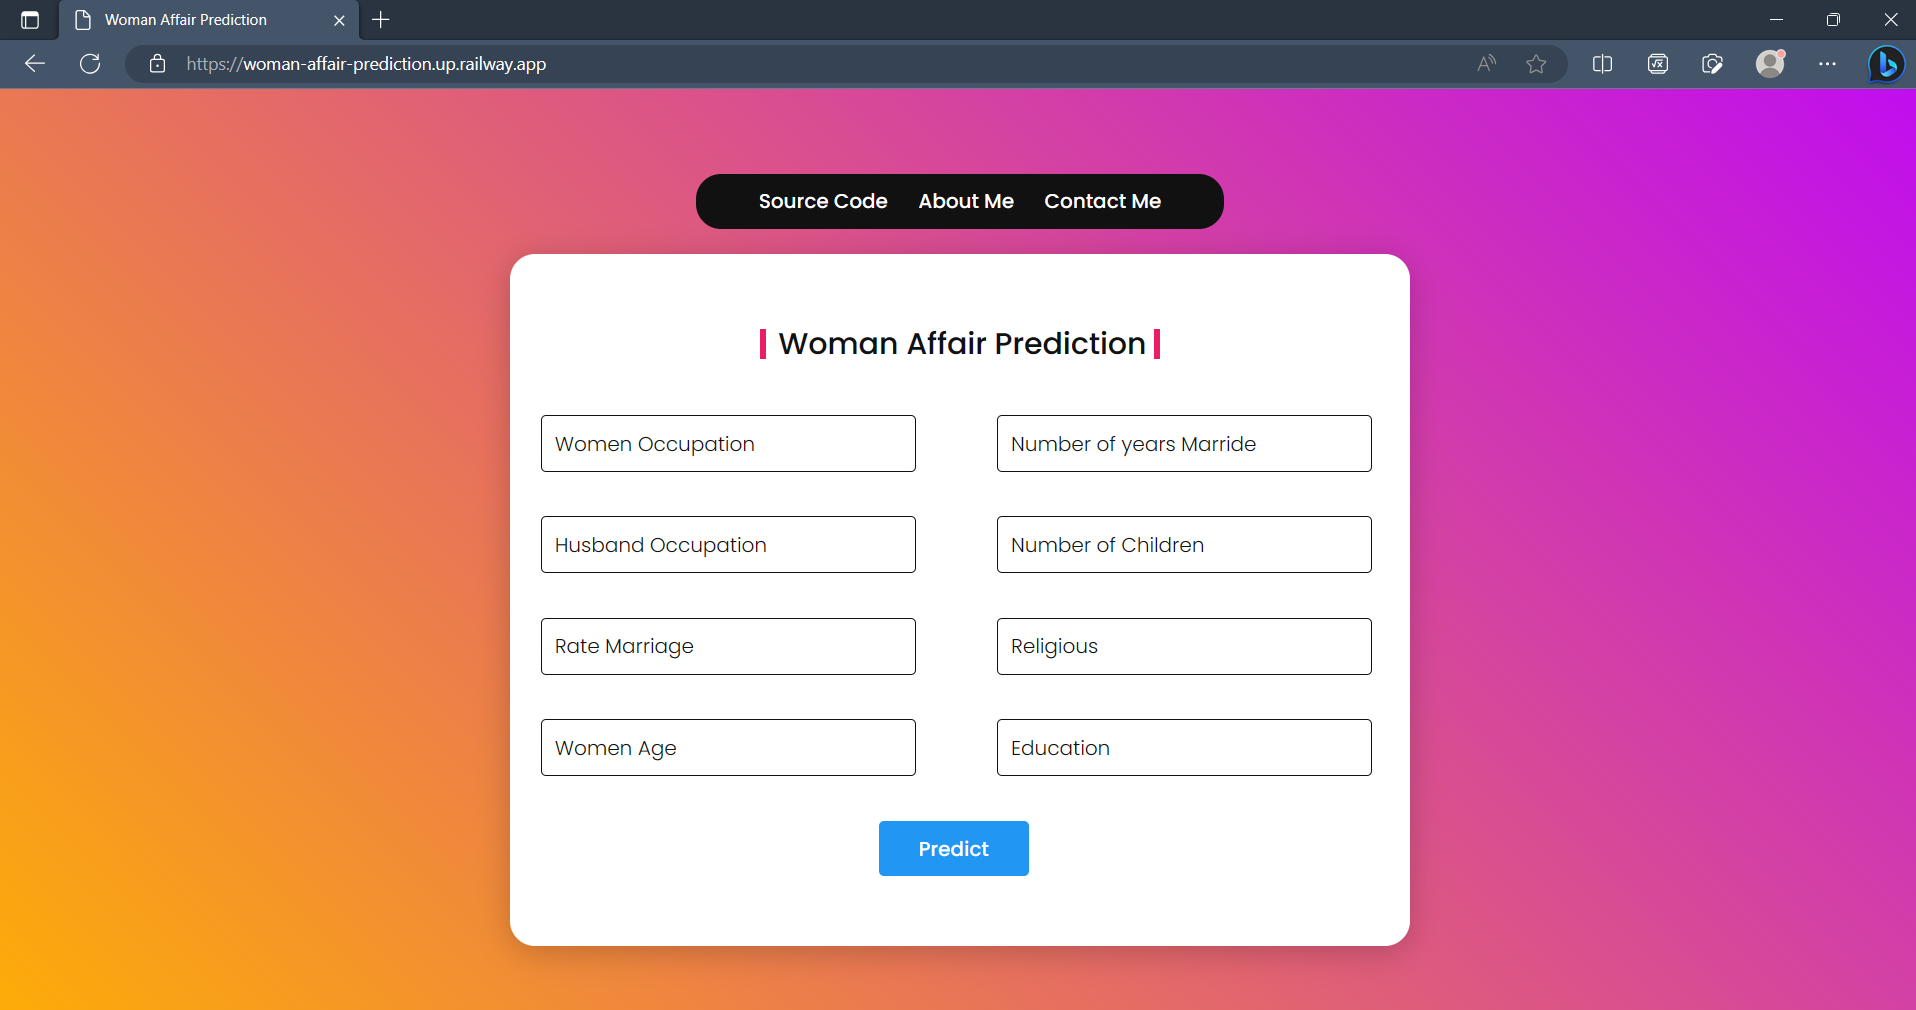 Woman Affair Prediction
https://woman-affair-prediction.up.railway.app
Source Code About Me Contact Me
Woman Affair Prediction
Women Occupation Number of years Marride
Husband Occupation Number of Children
Rate Marriage Religious
Women Age Education
Predict